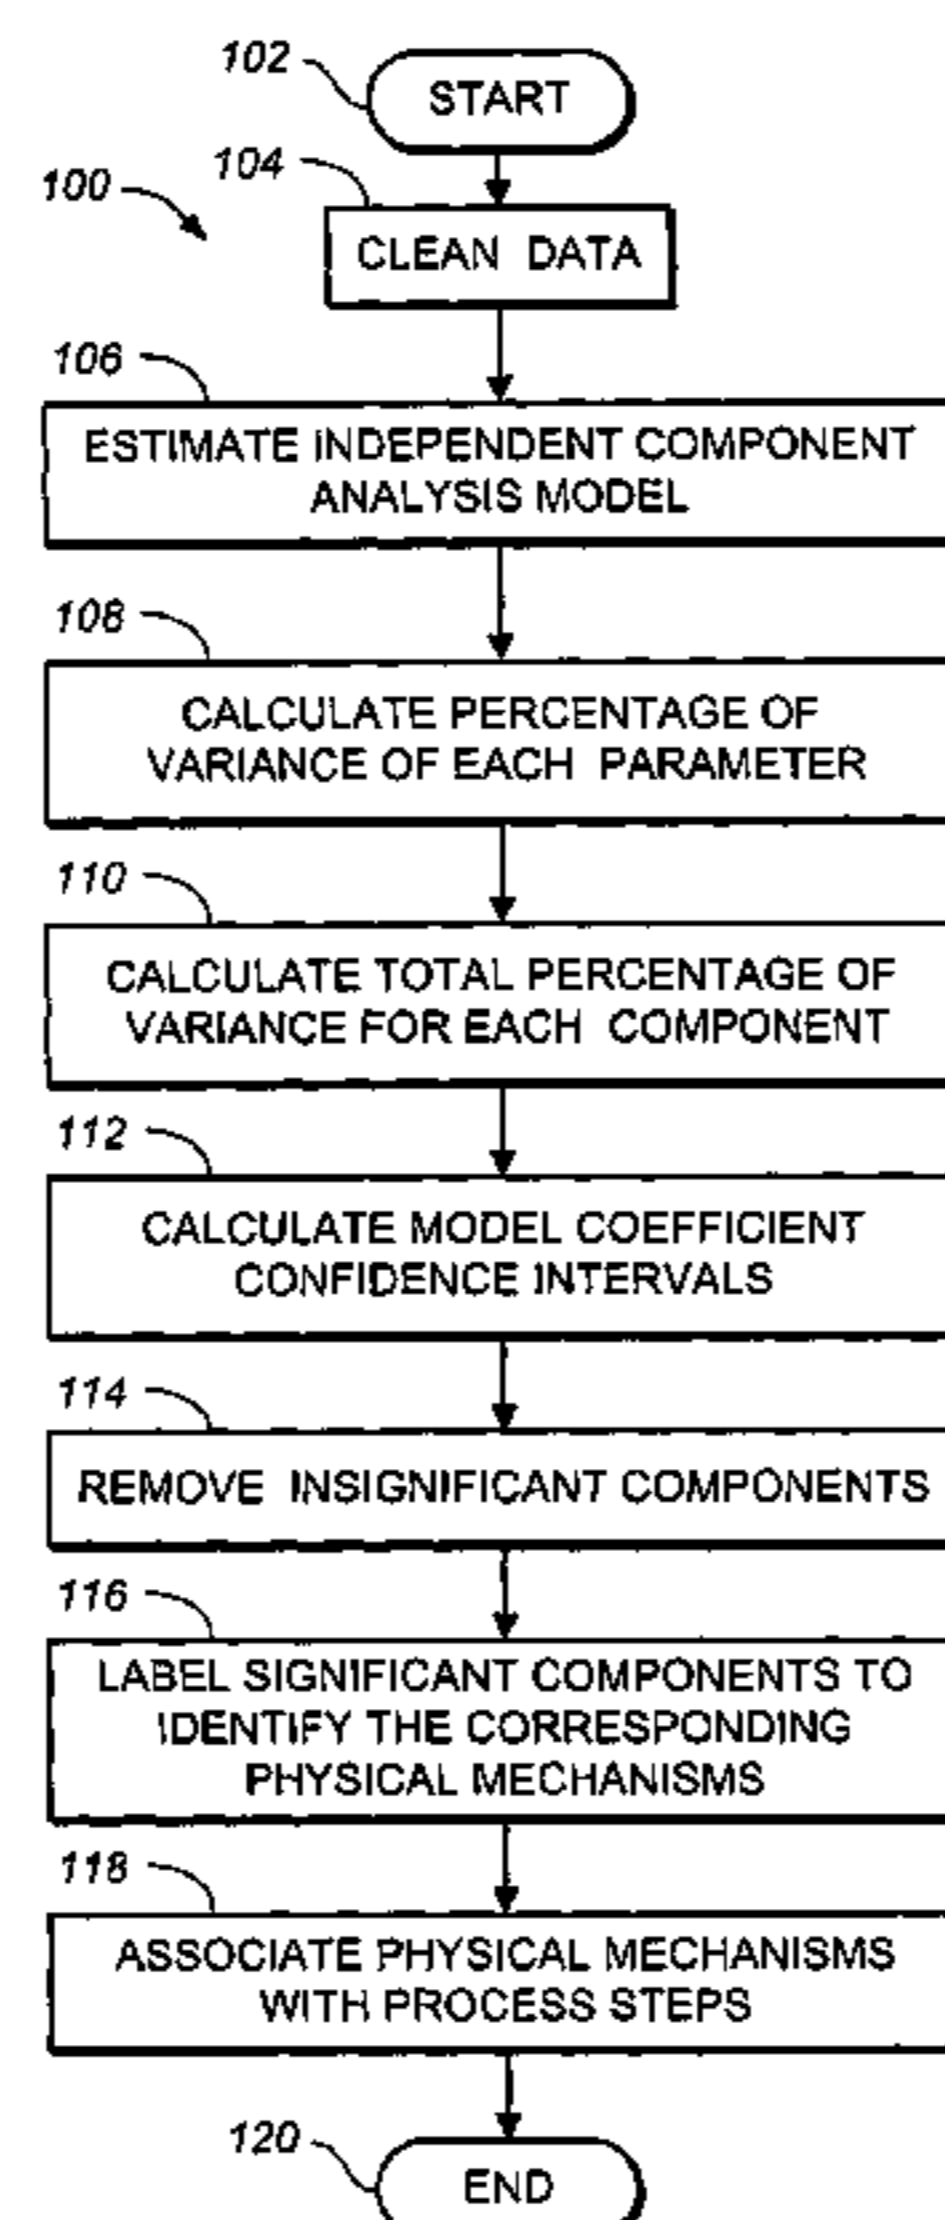 102
START
104
100
CLEAN DATA
106
ESTIMATE INDEPENDENT COMPONENT
ANALYSIS MODEL
108
CALCULATE PERCENTAGE OF
VARIANCE OF EACH PARAMETER
110
CALCULATE TOTAL PERCENTAGE OF
VARIANCE FOR EACH COMPONENT
112
CALCULATE MODEL COEFFICIENT
CONFIDENCE INTERVALS
114
REMOVE INSIGNIFICANT COMPONENTS
116
LABEL SIGNIFICANT COMPONENTS TO
IDENTIFY THE CORRESPONDING
PHYSICAL MECHANISMS
118
ASSOCIATE PHYSICAL MECHANISMS
WITH PROCESS STEPS
120
END